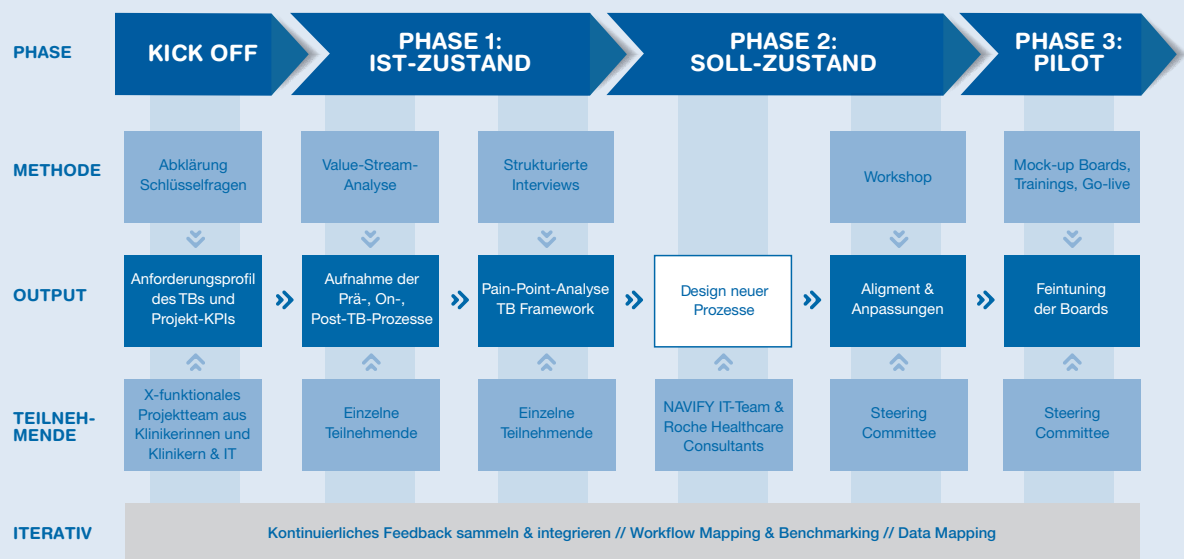 PHASE
KICK OFF
PHASE 1:
IST-ZUSTAND
PHASE 2:
SOLL-ZUSTAND
PHASE 3:
PILOT
METHODE
Abklärung
Schlüsselfragen
Value-Stream-
Analyse
Strukturierte
Interviews
Workshop
Mock-up Boards,
Trainings, Go-live
OUTPUT
Anforderungsprofil
des TBs und
Projekt-KPIs
Aufnahme der
Prä-, On-,
Post-TB-Prozesse
Pain-Point-Analyse
TB Framework
Design neuer
Prozesse
Aligment &
Anpassungen
Feintuning
der Boards
TEILNEH-
MENDE
X-funktionales
Projektteam aus
Klinikerinnen und
Klinikern & IT
Einzelne
Teilnehmende
Einzelne
Teilnehmende
NAVIFY IT-Team &
Roche Healthcare
Consultants
Steering
Committee
Steering
Committee
ITERATIV
Kontinuierliches Feedback sammeln & integrieren // Workflow Mapping & Benchmarking // Data Mapping